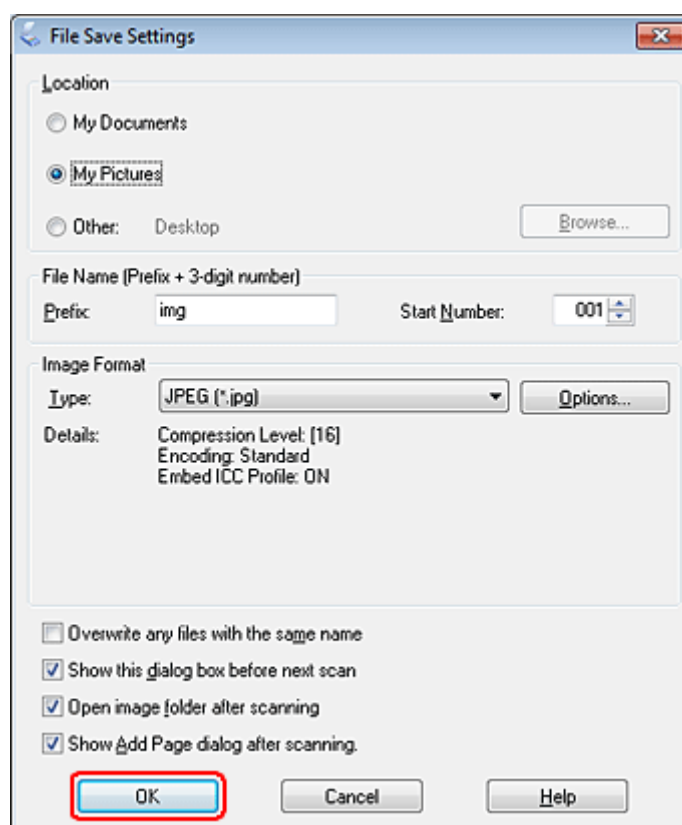 File Save Settings
Location
My Documents
My Pictures
Other: Desktop Browse...
File Name (Prefix + 3-digit number)
Prefix: img Start Number: 001
Image Format
Type: JPEG (*.jpg) Options...
Details: Compression Level: [16]
Encoding: Standard
Embed ICC Profile: ON
Overwrite any files with the same name
Show this dialog box before next scan
Open image folder after scanning
Show Add Page dialog after scanning.
OK Cancel Help